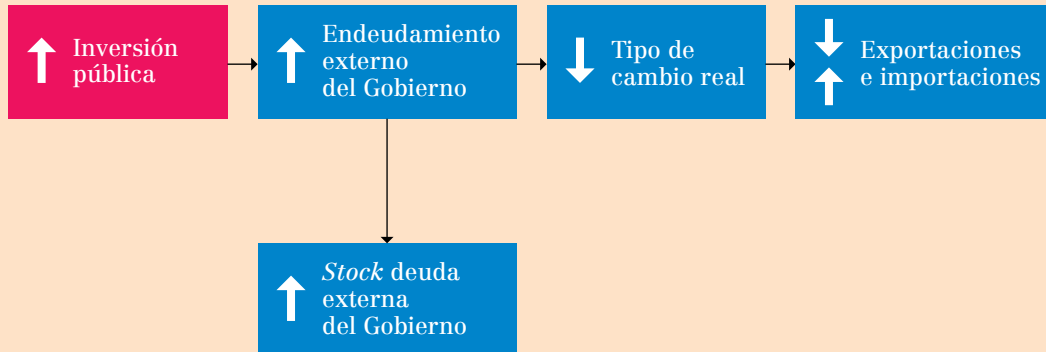 Inversión
pública
Endeudamiento
externo
del Gobierno
Tipo de
cambio real
Exportaciones
e importaciones
Stock deuda
externa
del Gobierno